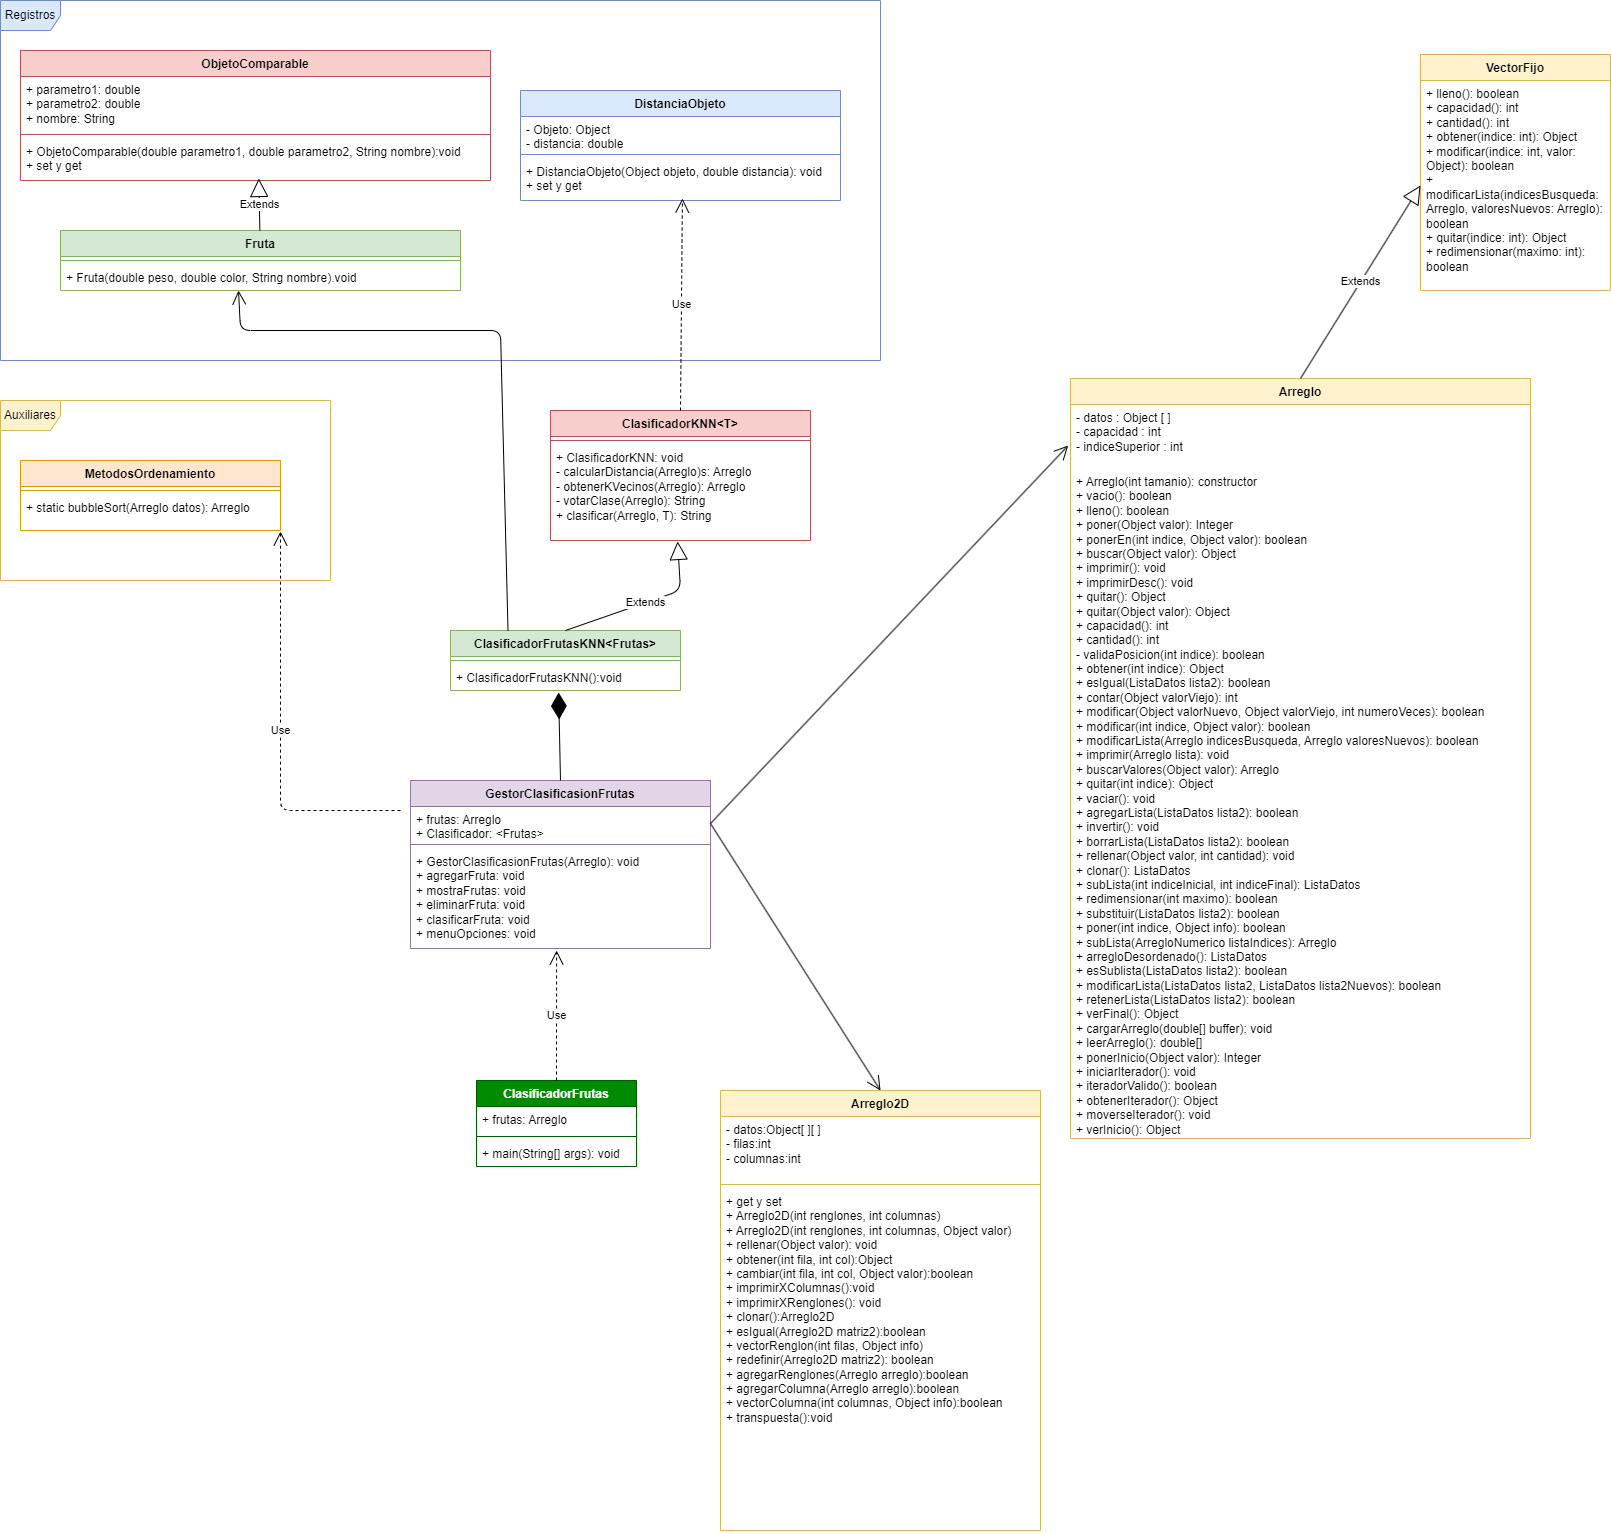 Registros
ObjetoComparable
+ parametro1: double
+ parametro2: double
+ nombre: String
+ ObjetoComparable(double parametro1, double parametro2, String nombre):void
+ set y get
Extends
Fruta
+ Fruta(double peso, double color, String nombre).void
DistanciaObjeto
- Objeto: Object
- distancia: double
+ DistanciaObjeto(Object objeto, double distancia): void
+ set y get
Use
Auxiliares
MetodosOrdenamiento
+ static bubbleSort(Arreglo datos): Arreglo
Use
ClasificadorKNN<T>
+ ClasificadorKNN: void
- calcularDistancia(Arreglo)s: Arreglo
- obtenerKVecinos(Arreglo): Arreglo
- votarClase(Arreglo): String
+ clasificar(Arreglo, T): String
Extends
ClasificadorFrutasKNN<Frutas>
+ ClasificadorFrutasKNN():void
GestorClasificasionFrutas
+ frutas: Arreglo
+ Clasificador: <Frutas>
+ GestorClasificasionFrutas(Arreglo): void
+ agregarFruta: void
+ mostraFrutas: void
+ eliminarFruta: void
+ clasificarFruta: void
+ menuOpciones: void
Use
ClasificadorFrutas
+ frutas: Arreglo
+ main(String[] args): void
VectorFijo
+ lleno(): boolean
+ capacidad(): int
+ cantidad(): int
+ obtener(indice: int): Object
+ modificar(indice: int, valor:
Object): boolean
+
modificarLista(indicesBusqueda:
Arreglo, valoresNuevos: Arreglo):
boolean
+ quitar(indice: int): Object
+ redimensionar(maximo: int):
boolean
Extends
Arreglo
- datos : Object [ ]
- capacidad : int
- indiceSuperior : int
+ Arreglo(int tamanio): constructor
+ vacio(): boolean
+ lleno(): boolean
+ poner(Object valor): Integer
+ ponerEn(int indice, Object valor): boolean
+ buscar(Object valor): Object
+ imprimir(): void
+ imprimirDesc(): void
+ quitar(): Object
+ quitar(Object valor): Object
+ capacidad(): int
+ cantidad(): int
- validaPosicion(int indice): boolean
+ obtener(int indice): Object
+ esIgual(ListaDatos lista2): boolean
+ contar(Object valorViejo): int
+ modificar(Object valorNuevo, Object valorViejo, int numeroVeces): boolean
+ modificar(int indice, Object valor): boolean
+ modificarLista(Arreglo indicesBusqueda, Arreglo valoresNuevos): boolean
+ imprimir(Arreglo lista): void
+ buscarValores(Object valor): Arreglo
+ quitar(int indice): Object
+ vaciar(): void
+ agregarLista(ListaDatos lista2): boolean
+ invertir(): void
+ borrarLista(ListaDatos lista2): boolean
+ rellenar(Object valor, int cantidad): void
+ clonar(): ListaDatos
+ subLista(int indiceInicial, int indiceFinal): ListaDatos
+ redimensionar(int maximo): boolean
+ substituir(ListaDatos lista2): boolean
+ poner(int indice, Object info): boolean
+ subLista(ArregloNumerico listaIndices): Arreglo
+ arregloDesordenado(): ListaDatos
+ esSublista(ListaDatos lista2): boolean
+ modificarLista(ListaDatos lista2, ListaDatos lista2Nuevos): boolean
+ retenerLista(ListaDatos lista2): boolean
+ verFinal(): Object
+ cargarArreglo(double[] buffer): void
+ leerArreglo(): double[]
+ ponerInicio(Object valor): Integer
+ iniciarIterador(): void
+ iteradorValido(): boolean
+ obtenerIterador(): Object
+ moverseIterador(): void
+ verInicio(): Object
Arreglo2D
- datos:Object[ ][ ]
- filas:int
- columnas:int
+ get y set
+ Arreglo2D(int renglones, int columnas)
+ Arreglo2D(int renglones, int columnas, Object valor)
+ rellenar(Object valor): void
+ obtener(int fila, int col):Object
+ cambiar(int fila, int col, Object valor):boolean
+ imprimirXColumnas():void
+ imprimirXRenglones(): void
+ clonar():Arreglo2D
+ esIgual(Arreglo2D matriz2):boolean
+ vectorRenglon(int filas, Object info)
+ redefinir(Arreglo2D matriz2): boolean
+ agregarRenglones(Arreglo arreglo):boolean
+ agregarColumna(Arreglo arreglo):boolean
+ vectorColumna(int columnas, Object info):boolean
+ transpuesta():void